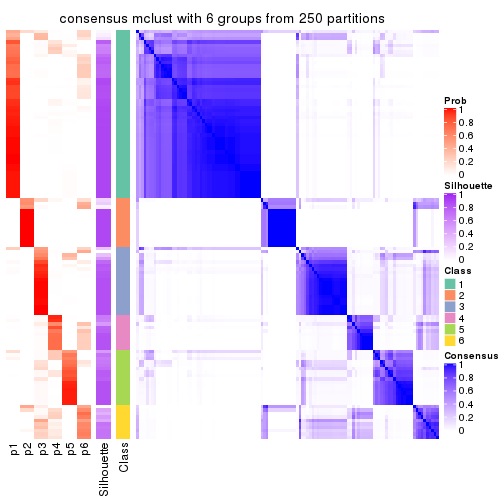 consensus mclust with 6 groups from 250 partitions
Prob
1
0.8
0.6
0.4
0.2
0
Silhouette
1
0.8
0.6
0.4
0.2
0
Class
1
2
3
4
5
6
Consensus
1
0.8
0.6
0.4
0.2
0
p1
p2
p3
p4
p5
p6
Silhouette
Class